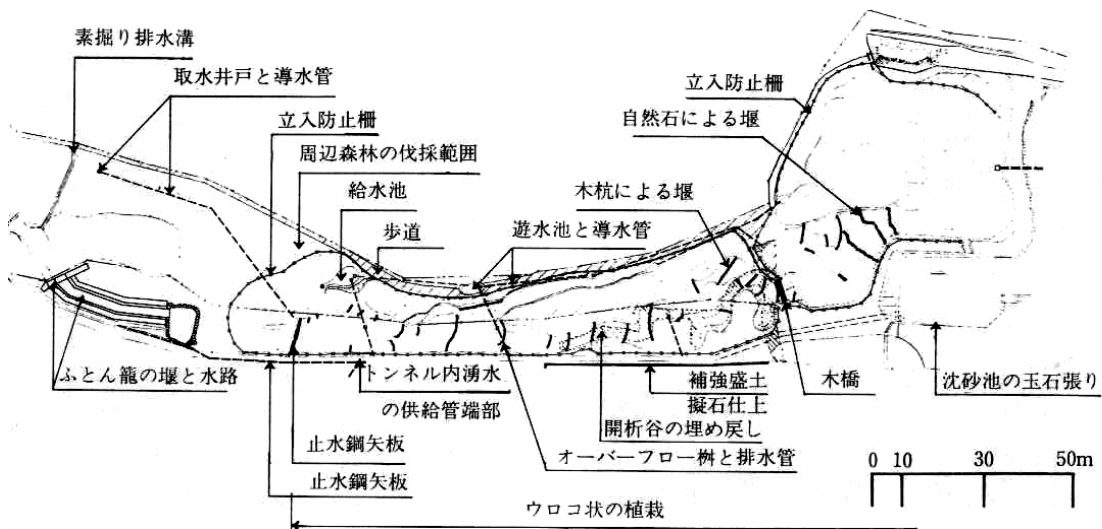 素掘り排水溝
取水井戸と導水管
立入防止柵
周辺森林の伐採範囲
給水池
歩道
遊水池と導水管
木杭による堰
立入防止柵
自然石による堰
ふとん籠の堰と水路
トンネル内湧水
の供給管端部
補強盛土
擬石仕上
木橋
沈砂池の玉石張り
開析谷の埋め戻し
止水鋼矢板
オーバーフロー桝と排水管
止水鋼矢板
0 10 30 50m
ウロコ状の植栽